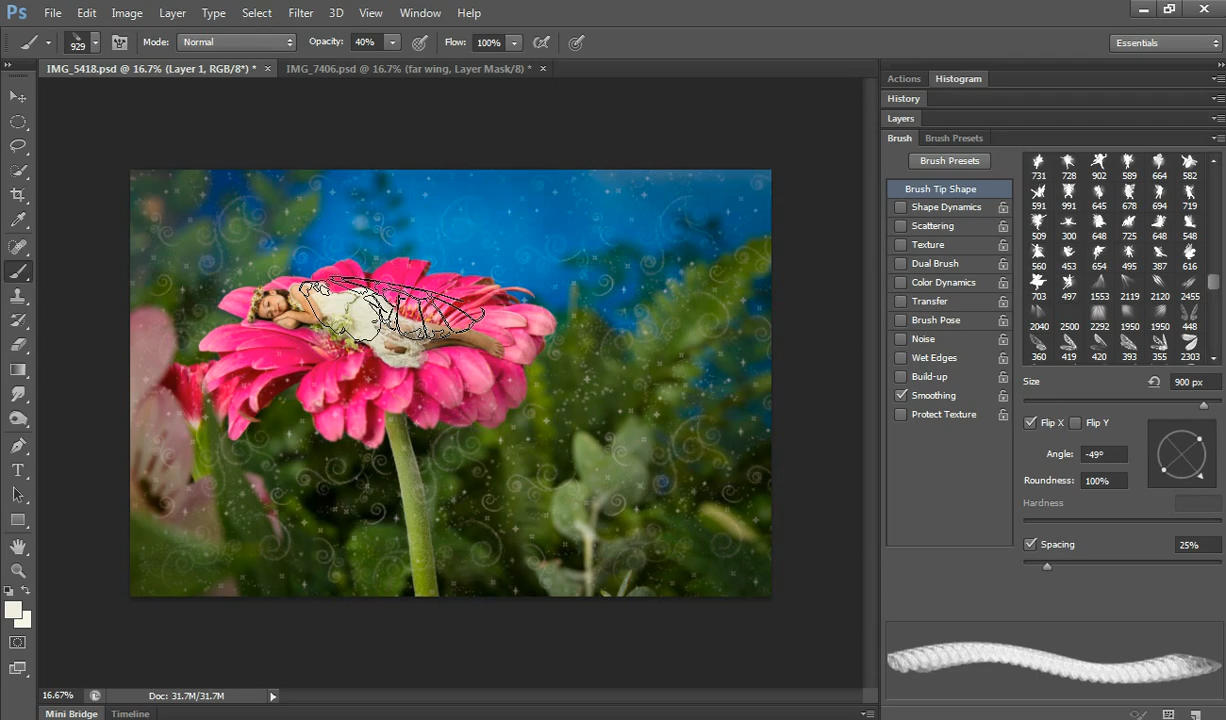 Ps File Edit Image Layer Type Select Filter 3D View Window Help
929 Mode: Normal Opacity: 40% Flow: 100% Essentials
IMG_5418.psd @ 16.7% (Layer 1, RGB/8*) * × IMG_7406.psd @ 16.7% (far wing, Layer Mask/8) * ×
Actions Histogram
History
Layers
Brush Brush Presets
Brush Presets
Brush Tip Shape
Shape Dynamics
Scattering
Texture
Dual Brush
Color Dynamics
Transfer
Brush Pose
Noise
Wet Edges
Build-up
Smoothing
Protect Texture
731 728 902 589 664 582
591 991 645 678 694 719
509 300 648 725 648 548
560 453 654 495 387 616
703 497 1553 2119 2120 2455
2040 2500 2292 1950 1950 448
360 419 420 393 355 2303
Size 900 px
Flip X Flip Y
Angle: -49º
Roundness: 100%
Hardness
Spacing 25%
16.67% Doc: 31.7M/31.7M
Mini Bridge Timeline